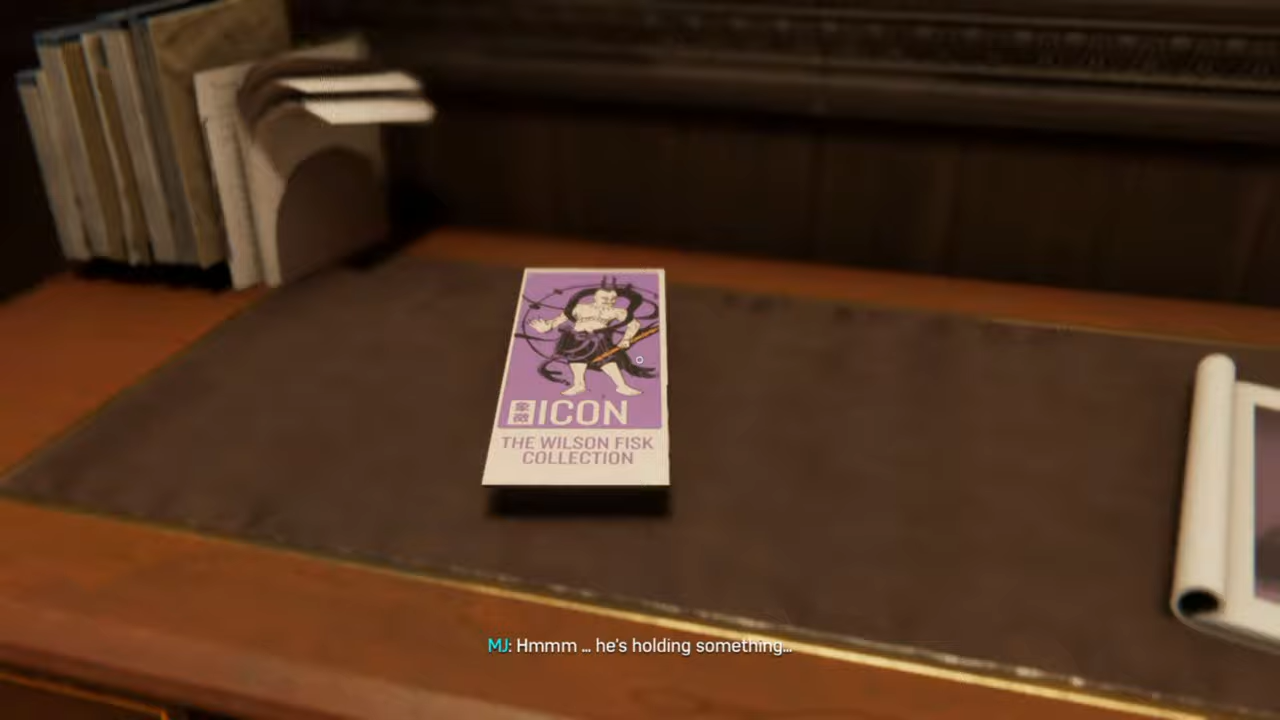 ICON
THE WILSON FISK
COLLECTION
MJ: Hmmm ... he's holding something...